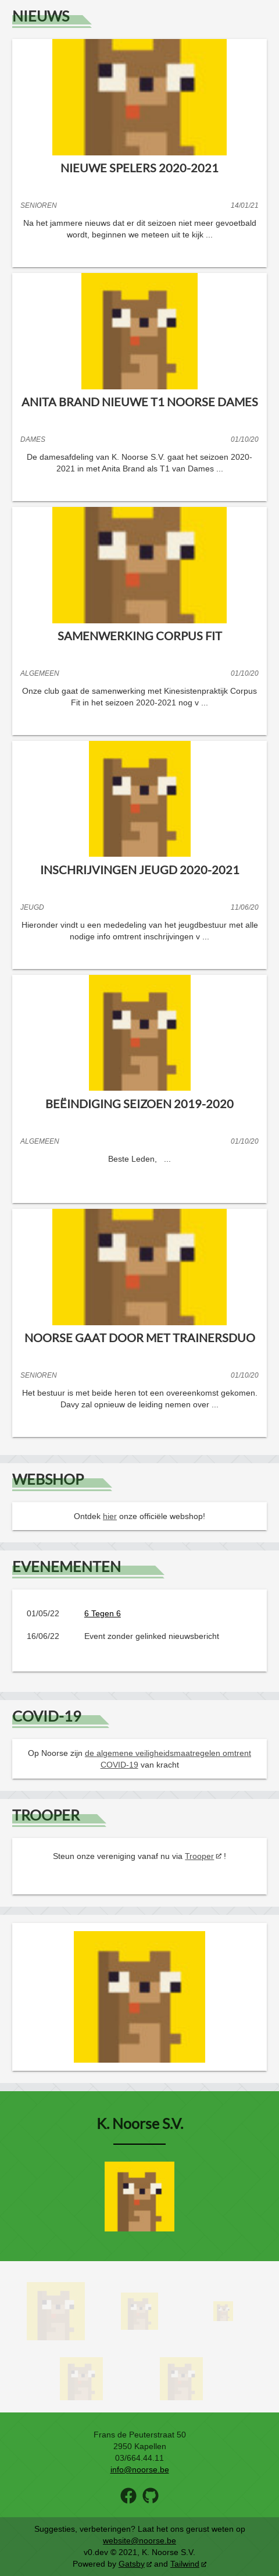 NIEUWS
NIEUWE SPELERS 2020-2021
SENIOREN 14/01/21
Na het jammere nieuws dat er dit seizoen niet meer gevoetbald
wordt, beginnen we meteen uit te kijk ...
ANITA BRAND NIEUWE T1 NOORSE DAMES
DAMES 01/10/20
De damesafdeling van K. Noorse S.V. gaat het seizoen 2020-
2021 in met Anita Brand als T1 van Dames ...
SAMENWERKING CORPUS FIT
ALGEMEEN 01/10/20
Onze club gaat de samenwerking met Kinesistenpraktijk Corpus
Fit in het seizoen 2020-2021 nog v ...
INSCHRIJVINGEN JEUGD 2020-2021
JEUGD 11/06/20
Hieronder vindt u een mededeling van het jeugdbestuur met alle
nodige info omtrent inschrijvingen v ...
BEËINDIGING SEIZOEN 2019-2020
ALGEMEEN 01/10/20
Beste Leden, ...
NOORSE GAAT DOOR MET TRAINERSDUO
SENIOREN 01/10/20
Het bestuur is met beide heren tot een overeenkomst gekomen.
Davy zal opnieuw de leiding nemen over ...
WEBSHOP
Ontdek hier onze officiële webshop!
EVENEMENTEN
01/05/22 6 Tegen 6
16/06/22 Event zonder gelinked nieuwsbericht
COVID-19
Op Noorse zijn de algemene veiligheidsmaatregelen omtrent
COVID-19 van kracht
TROOPER
Steun onze vereniging vanaf nu via Trooper !
K. Noorse S.V.
Frans de Peuterstraat 50
2950 Kapellen
03/664.44.11
info@noorse.be
Suggesties, verbeteringen? Laat het ons gerust weten op
website@noorse.be
v0.dev © 2021, K. Noorse S.V.
Powered by Gatsby and Tailwind